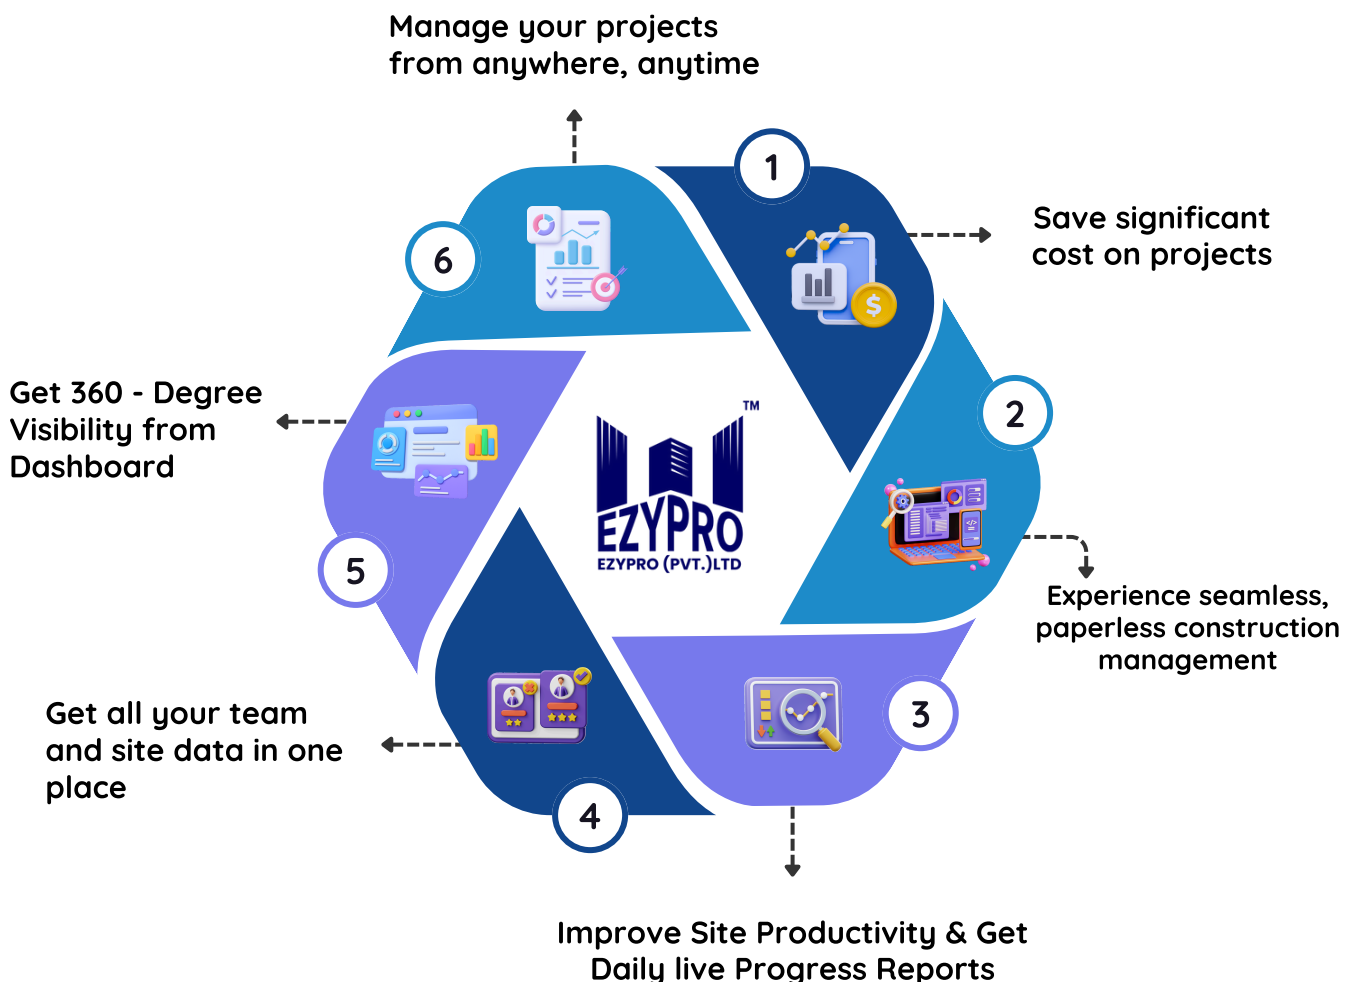 Manage your projects
from anywhere, anytime
1
Save significant
cost on projects
6
$
2
Get 360 - Degree
Visibility from
Dashboard
TM
EZYPRO
EZYPRO (PVT.)LTD
</>
5
Experience seamless,
paperless construction
management
3
Get all your team
and site data in one
place
4
Improve Site Productivity & Get
Daily live Progress Reports